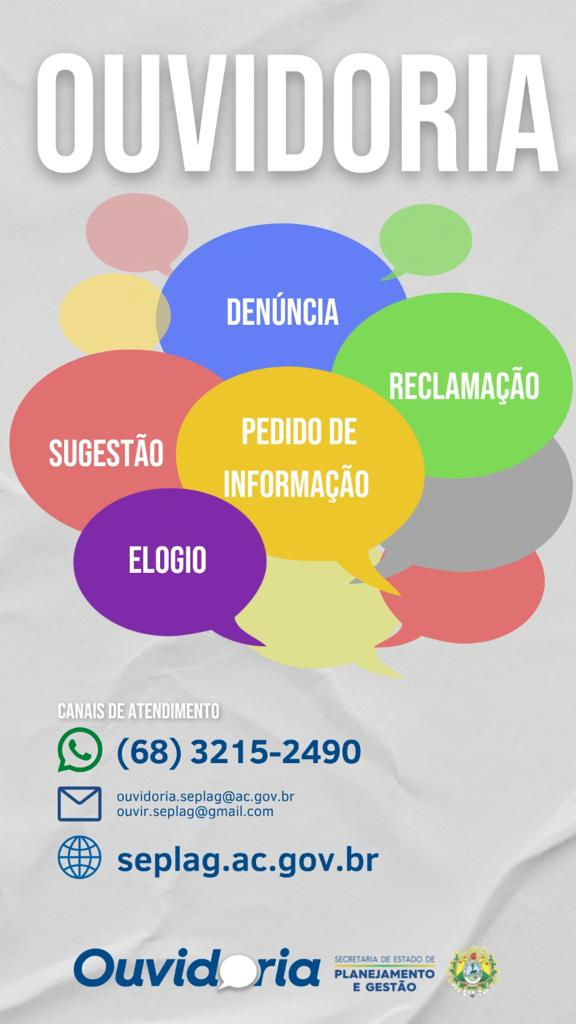 OUVIDORIA
DENÚNCIA
RECLAMAÇÃO
SUGESTÃO
PEDIDO DE
INFORMAÇÃO
ELOGIO
CANAIS DE ATENDIMENTO
(68) 3215-2490
ouvidoria.seplag@ac.gov.br
ouvir.seplag@gmail.com
seplag.ac.gov.br
Ouvidoria
SECRETARIA DE ESTADO DE
PLANEJAMENTO
E GESTÃO